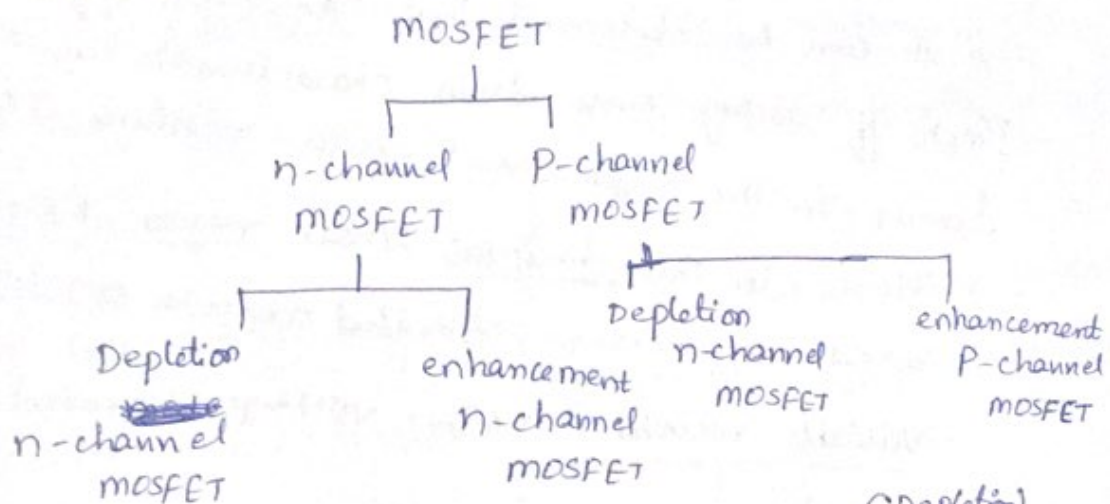 MOSFET
n-channel
MOSFET
P-channel
MOSFET
Depletion
n-channel
MOSFET
enhancement
n-channel
MOSFET
Depletion
n-channel
MOSFET
enhancement
P-channel
MOSFET